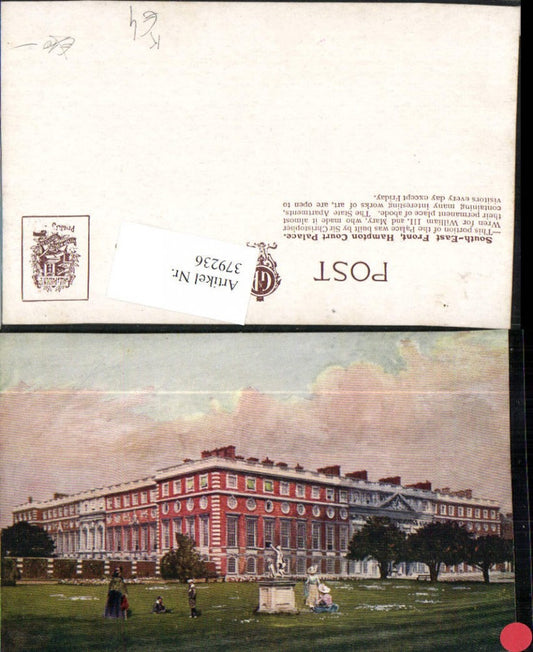 POST
South-East Front, Hampton Court Palace.
—This portion of the Palace was built by Sir Christopher
Wren for William III. and Mary, who made it almost
their permanent place of abode. The State Apartments,
containing many interesting works of art, are open to
visitors every day except Friday.
Artikel Nr.
379236
K
64